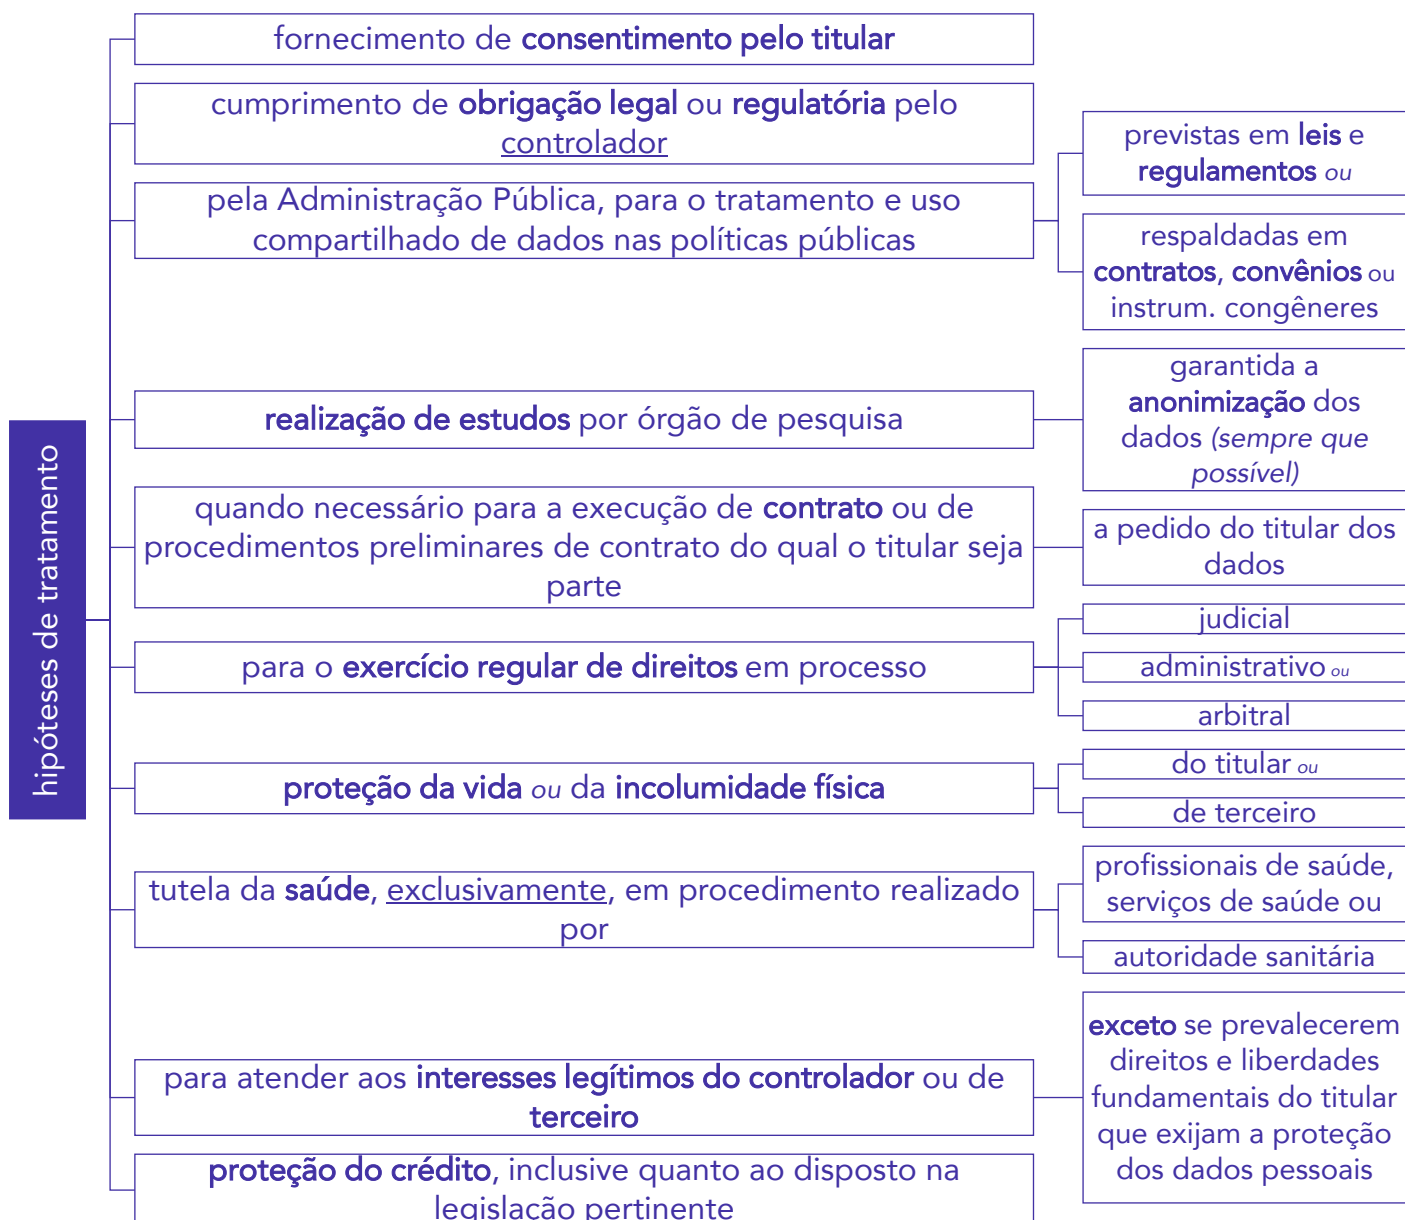 hipóteses de tratamento
fornecimento de consentimento pelo titular
cumprimento de obrigação legal ou regulatória pelo
controlador
pela Administração Pública, para o tratamento e uso
compartilhado de dados nas políticas públicas
previstas em leis e
regulamentos ou
respaldadas em
contratos, convênios ou
instrum. congêneres
realização de estudos por órgão de pesquisa
garantida a
anonimização dos
dados (sempre que
possível)
quando necessário para a execução de contrato ou de
procedimentos preliminares de contrato do qual o titular seja
parte
a pedido do titular dos
dados
para o exercício regular de direitos em processo
judicial
administrativo ou
arbitral
proteção da vida ou da incolumidade física
do titular ou
de terceiro
tutela da saúde, exclusivamente, em procedimento realizado
por
profissionais de saúde,
serviços de saúde ou
autoridade sanitária
para atender aos interesses legítimos do controlador ou de
terceiro
exceto se prevalecerem
direitos e liberdades
fundamentais do titular
que exijam a proteção
dos dados pessoais
proteção do crédito, inclusive quanto ao disposto na
legislação pertinente